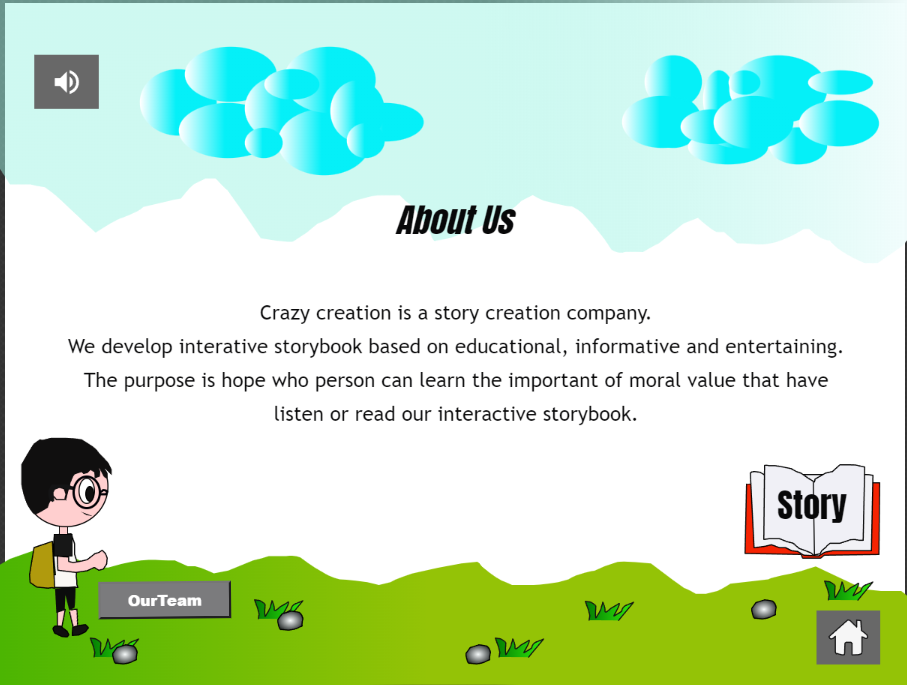 About Us
Crazy creation is a story creation company.
We develop interative storybook based on educational, informative and entertaining.
The purpose is hope who person can learn the important of moral value that have
listen or read our interactive storybook.
Story
OurTeam